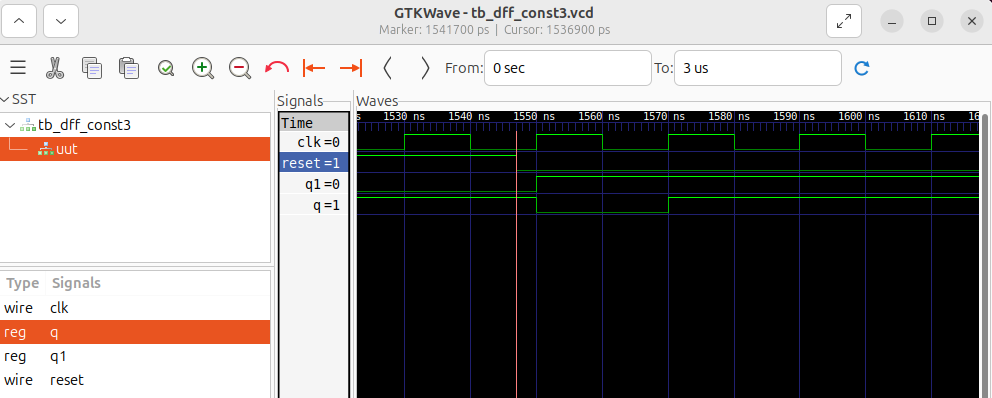 GTKWave - tb_dff_const3.vcd
Marker: 1541700 ps | Cursor: 1536900 ps
From: 0 sec To: 3 us
SST
tb_dff_const3
uut
Type Signals
wire clk
reg q
reg q1
wire reset
Signals
Time
clk=0
reset=1
q1=0
q=1
Waves
s 1530 ns 1540 ns 1550 ns 1560 ns 1570 ns 1580 ns 1590 ns 1600 ns 1610 ns 16